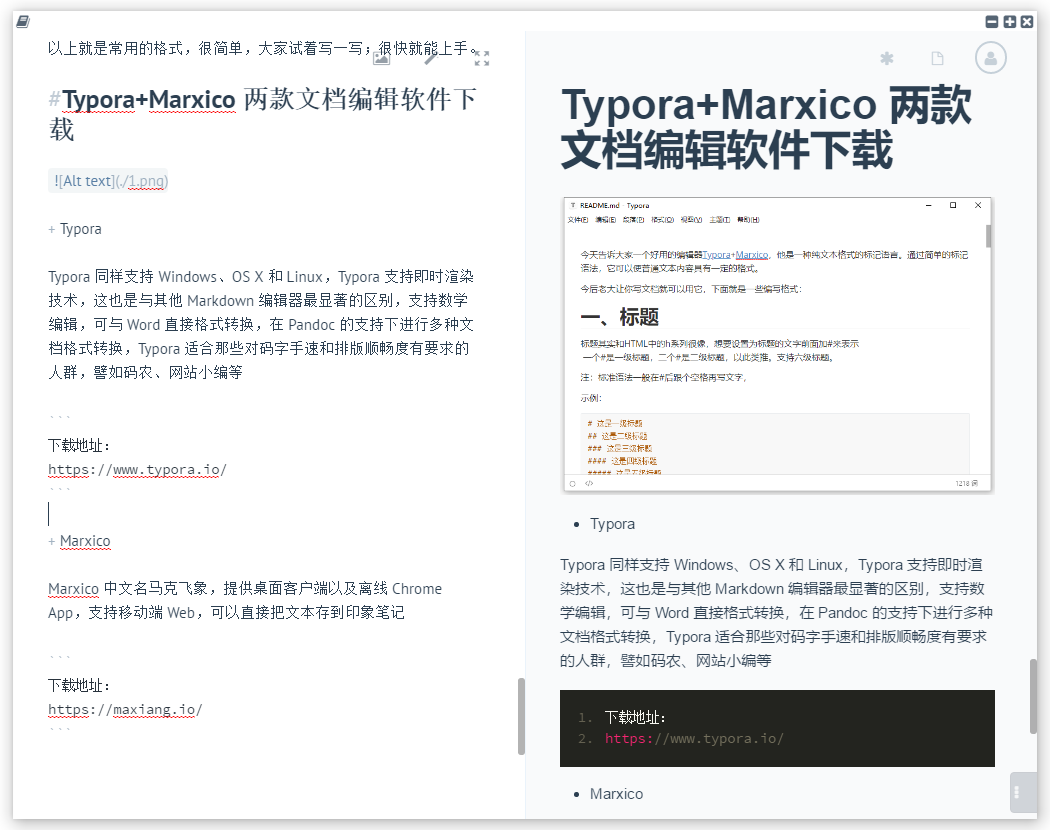 以上就是常用的格式，很简单，大家试着写一写；很快就能上手。
#Typora+Marxico 两款文档编辑软件下
载
![Alt text](./1.png)
+ Typora
Typora 同样支持 Windows、OS X 和 Linux，Typora 支持即时渲染
技术，这也是与其他 Markdown 编辑器最显著的区别，支持数学
编辑，可与 Word 直接格式转换，在 Pandoc 的支持下进行多种文
档格式转换，Typora 适合那些对码字手速和排版顺畅度有要求的
人群，譬如码农、网站小编等
```
下载地址：
https://www.typora.io/
```
+ Marxico
Marxico 中文名马克飞象，提供桌面客户端以及离线 Chrome
App，支持移动端 Web，可以直接把文本存到印象笔记
```
下载地址：
https://maxiang.io/
```
Typora+Marxico 两款
文档编辑软件下载
README.md - Typora
文件(F) 编辑(E) 段落(P) 格式(O) 视图(V) 主题(T) 帮助(H)
今天告诉大家一个好用的编辑器Typora+Marxico，他是一种纯文本格式的标记语言。通过简单的标记
语法，它可以使普通文本内容具有一定的格式。
今后老大让你写文档就可以用它，下面就是一些编写格式：
一、标题
标题其实和HTML中的h系列很像，想要设置为标题的文字前面加#来表示
一个#是一级标题，二个#是二级标题，以此类推。支持六级标题。
注：标准语法一般在#后跟个空格再写文字，
示例：
# 这是一级标题
## 这是二级标题
### 这是三级标题
#### 这是四级标题
##### 这是五级标题
1218 词
• Typora
Typora 同样支持 Windows、OS X 和 Linux，Typora 支持即时渲
染技术，这也是与其他 Markdown 编辑器最显著的区别，支持数
学编辑，可与 Word 直接格式转换，在 Pandoc 的支持下进行多种
文档格式转换，Typora 适合那些对码字手速和排版顺畅度有要求
的人群，譬如码农、网站小编等
1. 下载地址：
2. https://www.typora.io/
• Marxico